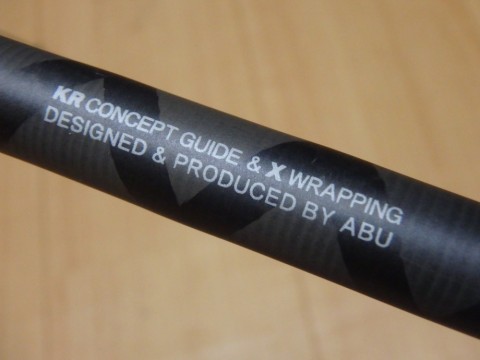 KR CONCEPT GUIDE & X WRAPPING
DESIGNED & PRODUCED BY ABU